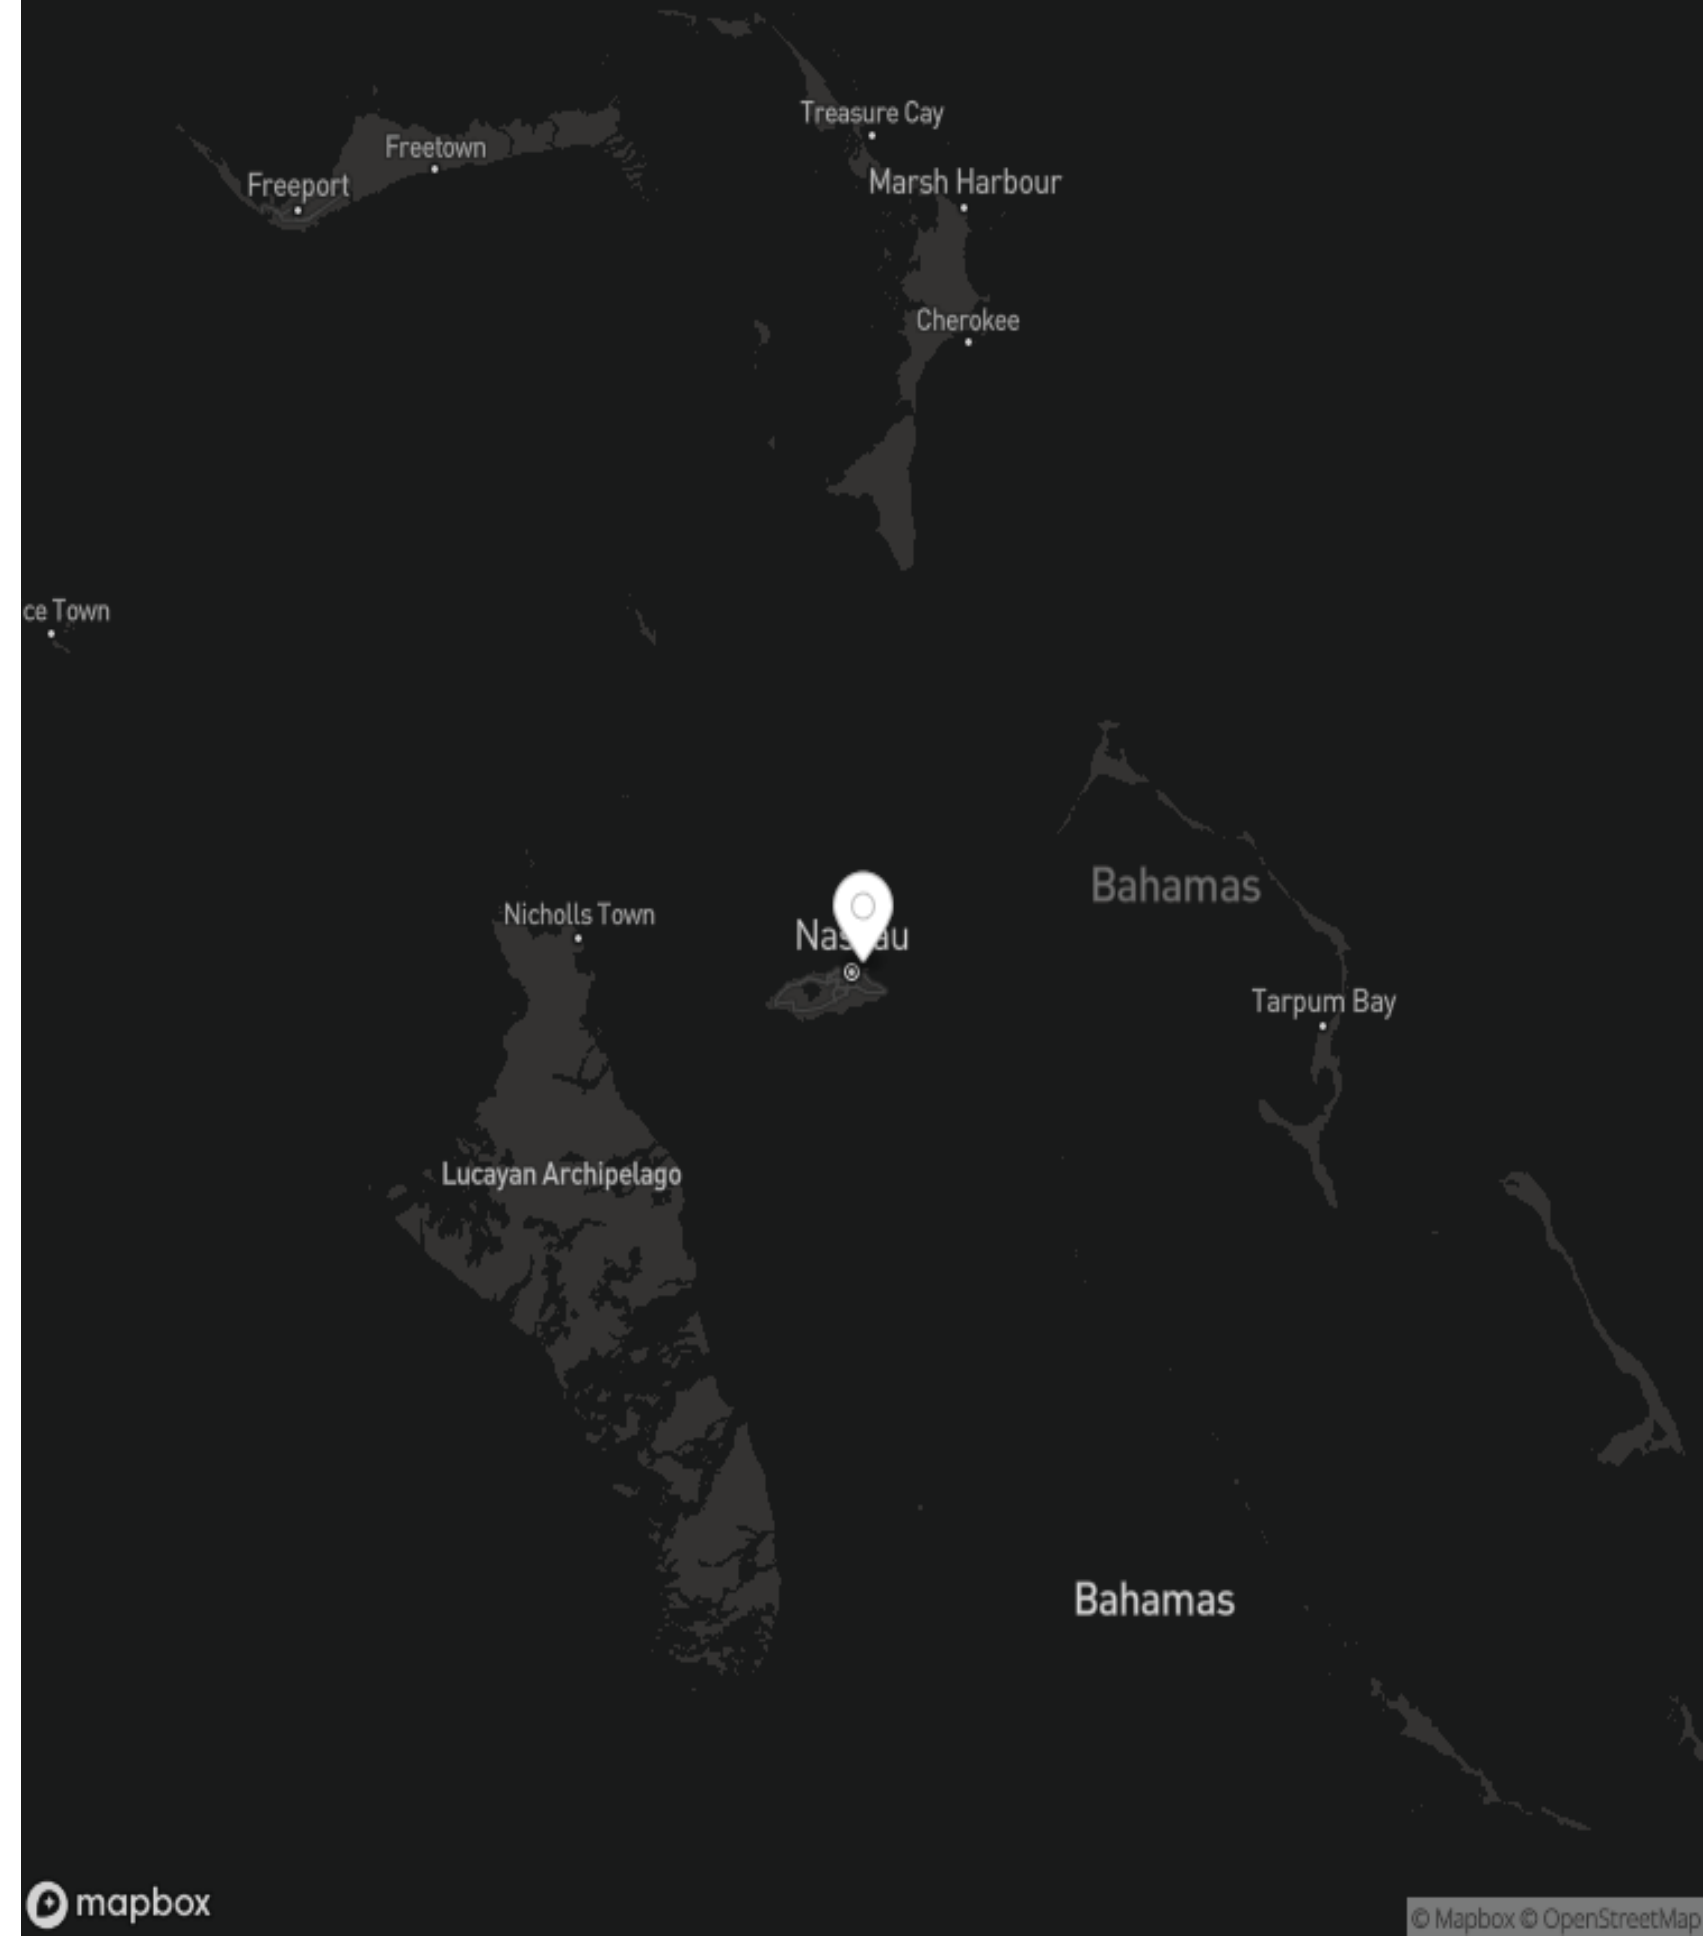 Treasure Cay
Freetown
Freeport
Marsh Harbour
Cherokee
ce Town
Bahamas
Nicholls Town
Tarpum Bay
Lucayan Archipelago
Bahamas
mapbox
© Mapbox © OpenStreetMap